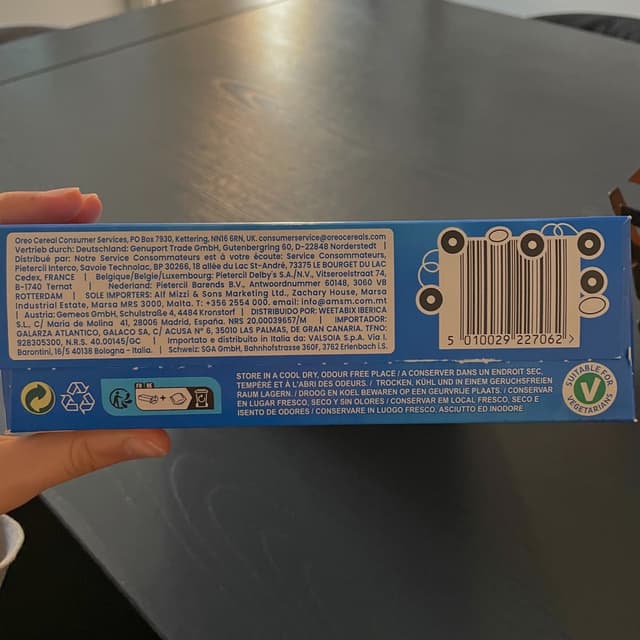 Oreo Cereal Consumer Services, PO Box 7930, Kettering, NN16 6RN, UK. consumerservice@oreocereals.com
Vertrieb durch: Deutschland: Genuport Trade GmbH, Gutenbergring 60, D-22848 Norderstedt |
Distribué par: Notre Service Consommateurs est à votre écoute: Service Consommateurs,
Pietercil Interco, Savoie Technolac, BP 30266, 18 allée du Lac St-André, 73375 LE BOURGET DU LAC
Cedex, FRANCE | Belgique/België/Luxembourg: Pietercil Delby's S.A./N.V., Vitseroelstraat 74,
B-1740 Ternat | Nederland: Pietercil Barends B.V., Antwoordnummer 60148, 3060 VB
ROTTERDAM | SOLE IMPORTERS: Alf Mizzi & Sons Marketing Ltd., Zachary House, Marsa
Industrial Estate, Marsa MRS 3000, Malta. T: +356 2554 000. email: info@amsm.com.mt
| Austria: Gemeos GmbH, Schulstraße 4, 4484 Kronstorf | DISTRIBUIDO POR: WEETABIX IBERICA
S.L., C/ Maria de Molina 41, 28006 Madrid, España. NRS 20.00039657/M | IMPORTADOR:
GALARZA ATLANTICO, GALACO SA, C/ ACUSA Nº 6, 35010 LAS PALMAS, DE GRAN CANARIA. TFNO:
928305300, N.R.S. 40.00145/GC | Importato e distribuito in Italia da: VALSOIA S.p.A. Via I.
Barontini, 16/5 40138 Bologna - Italia. | Schweiz: SGA GmbH, Bahnhofstrasse 360F, 3762 Erlenbach i.S.
5 010029 227062 >
FR BE
STORE IN A COOL DRY, ODOUR FREE PLACE / A CONSERVER DANS UN ENDROIT SEC,
TEMPÉRÉ ET À L'ABRI DES ODEURS. / TROCKEN, KÜHL UND IN EINEM GERUCHSFREIEN
RAUM LAGERN. / DROOG EN KOEL BEWAREN OP EEN GEURVRIJE PLAATS. / CONSERVAR
EN LUGAR FRESCO, SECO Y SIN OLORES / CONSERVAR EM LOCAL FRESCO, SECO E
ISENTO DE ODORES / CONSERVARE IN LUOGO FRESCO, ASCIUTTO ED INODORE
SUITABLE FOR
V
VEGETARIANS